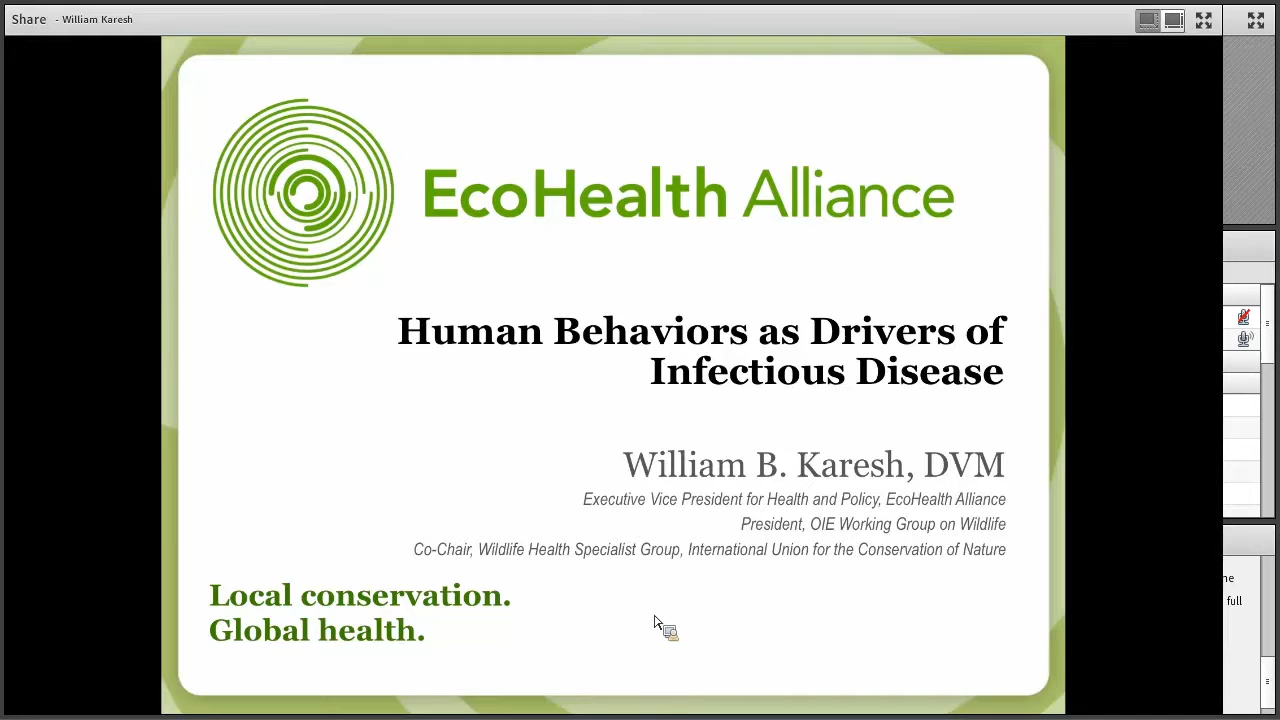 Share - William Karesh
EcoHealth Alliance
Human Behaviors as Drivers of
Infectious Disease
William B. Karesh, DVM
Executive Vice President for Health and Policy, EcoHealth Alliance
President, OIE Working Group on Wildlife
Co-Chair, Wildlife Health Specialist Group, International Union for the Conservation of Nature
Local conservation.
Global health.
full